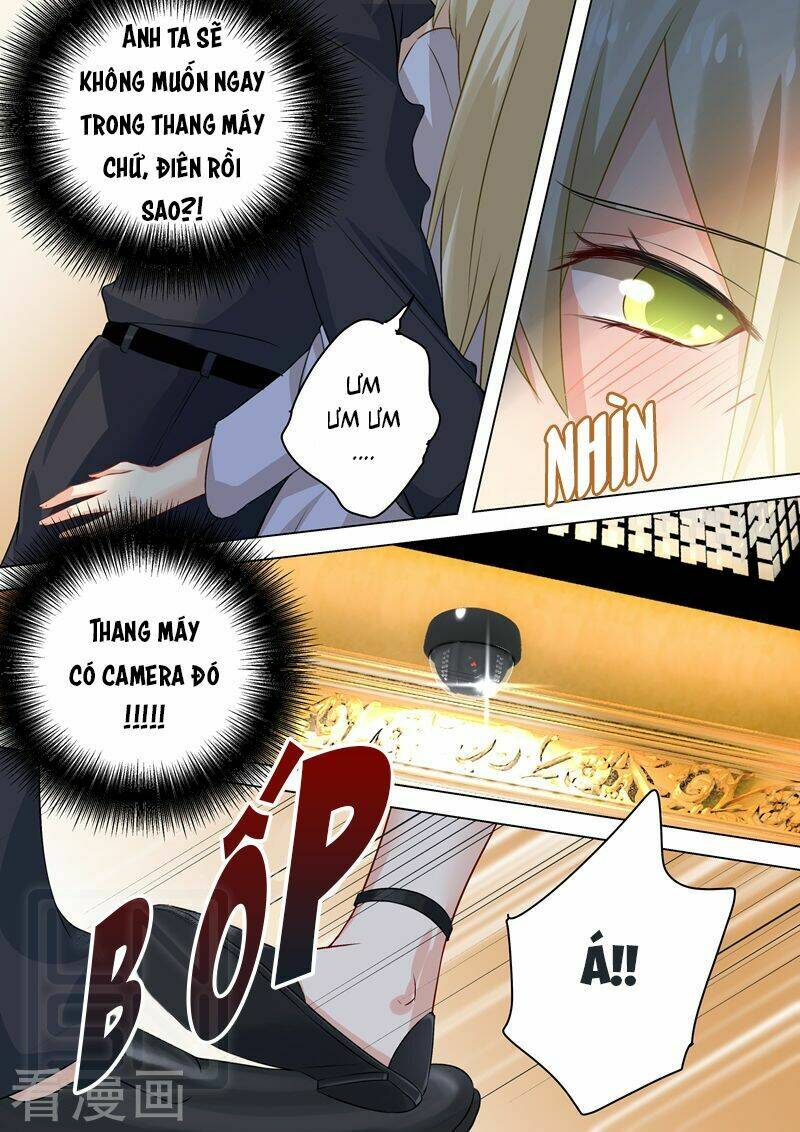 ANH TA SẼ
KHÔNG MUỐN NGAY
TRONG THANG MÁY
CHỨ, ĐIÊN RỒI
SAO?!
ƯM
ƯM ƯM
....
NHÌN
THANG MÁY
CÓ CAMERA ĐÓ
!!!!!
BỐP
Á!!
看漫画